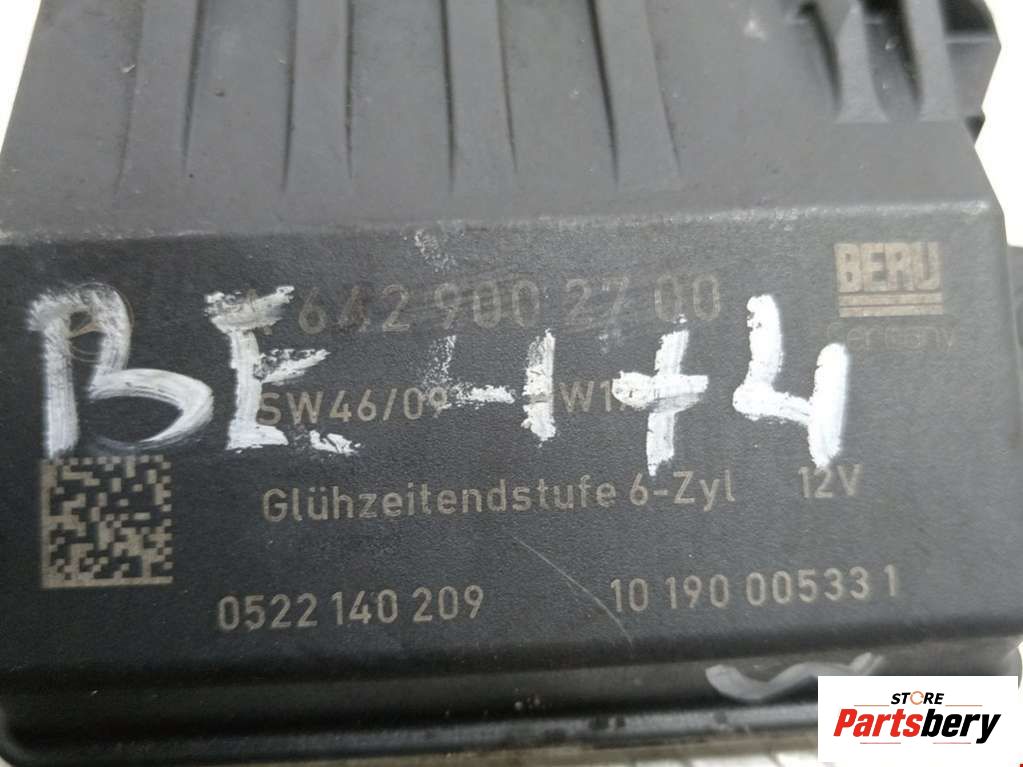 A 642 900 27 00
BERU
Germany
BE-174
SW46/09
Glühzeitendstufe 6-Zyl 12V
0522 140 209 10 190 00533 1
STORE
Partsbery